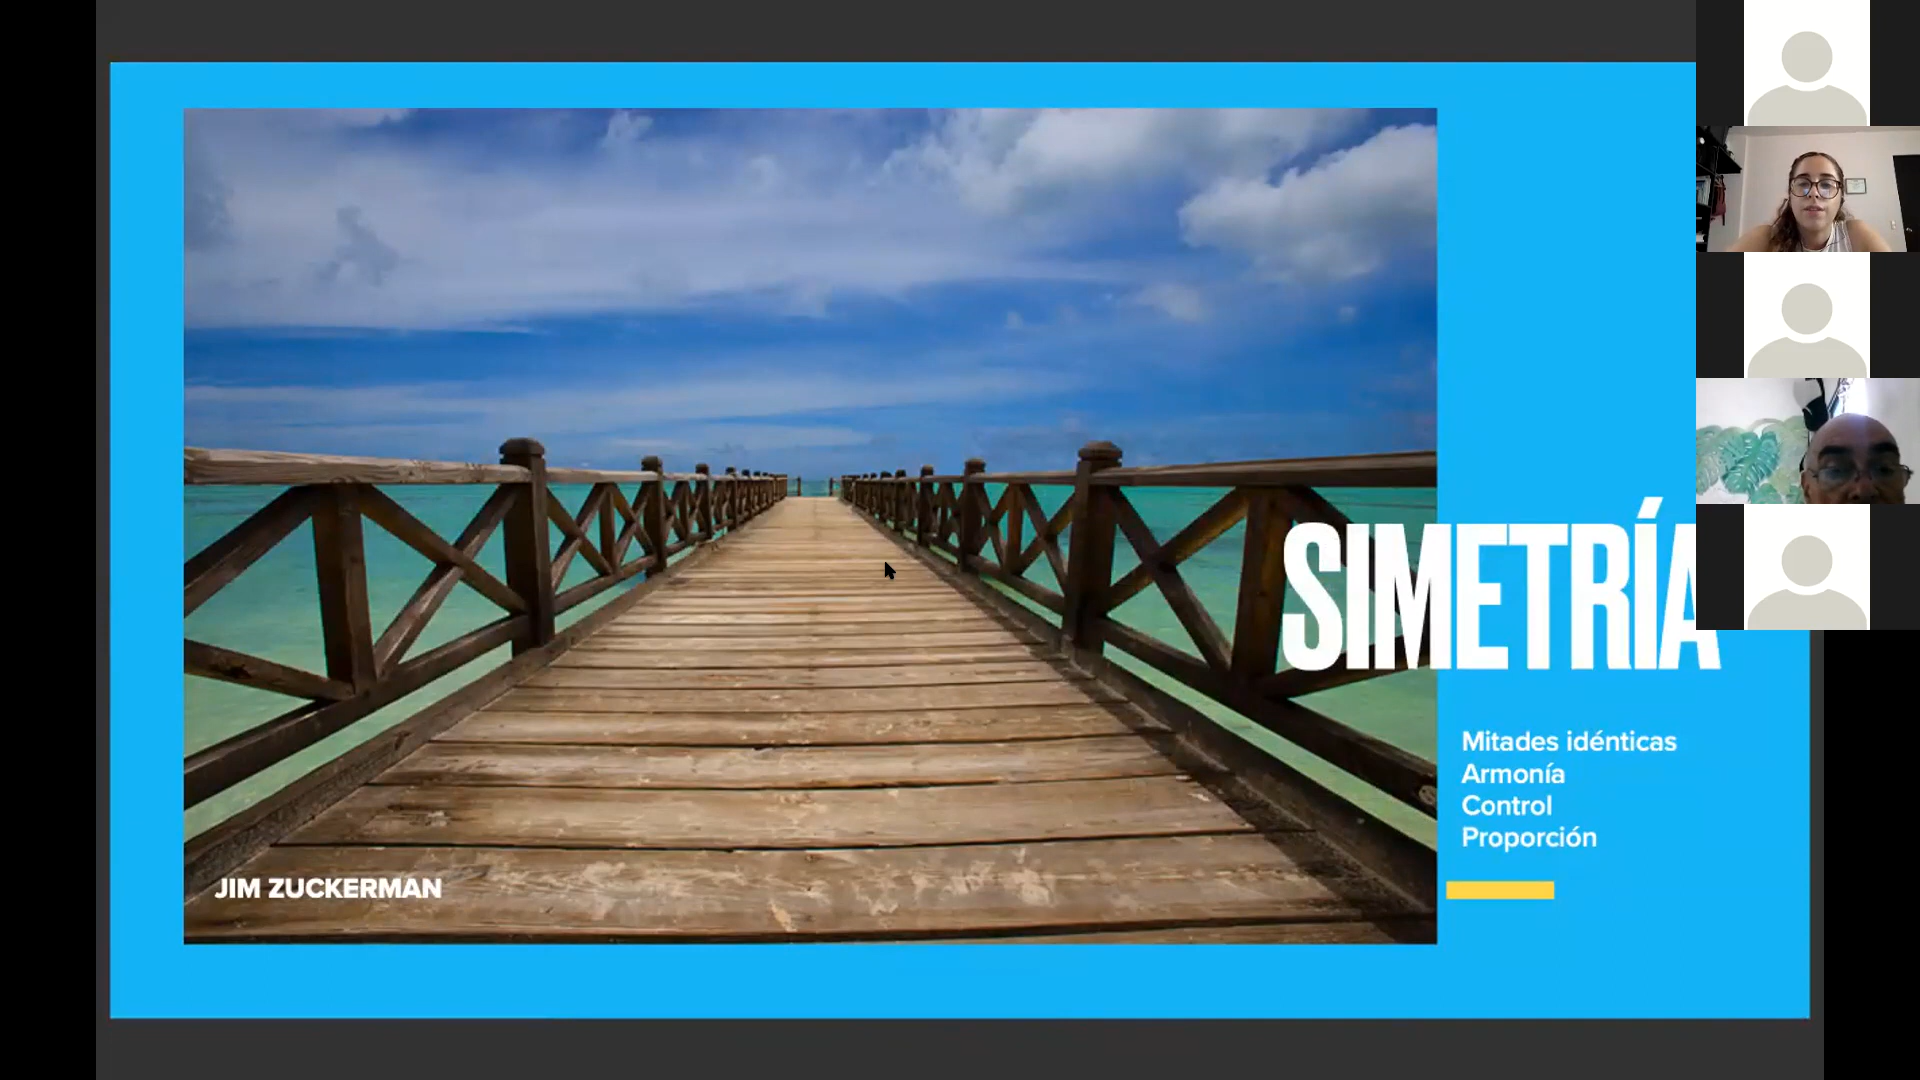 SIMETRÍA
Mitades idénticas
Armonía
Control
Proporción
JIM ZUCKERMAN